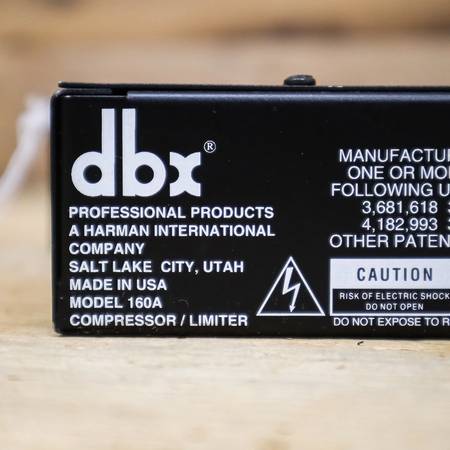 dbx®
PROFESSIONAL PRODUCTS
A HARMAN INTERNATIONAL
COMPANY
SALT LAKE CITY, UTAH
MADE IN USA
MODEL 160A
COMPRESSOR / LIMITER
MANUFACTUR
ONE OR MO
FOLLOWING U
3,681,618
4,182,993
OTHER PATEN
CAUTION
RISK OF ELECTRIC SHOCK
DO NOT OPEN
DO NOT EXPOSE TO R